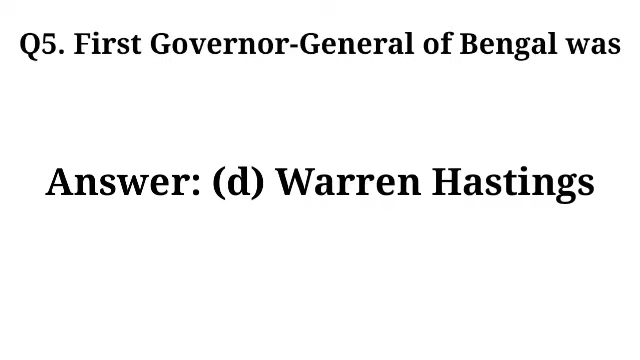 Q5. First Governor-General of Bengal was
Answer: (d) Warren Hastings